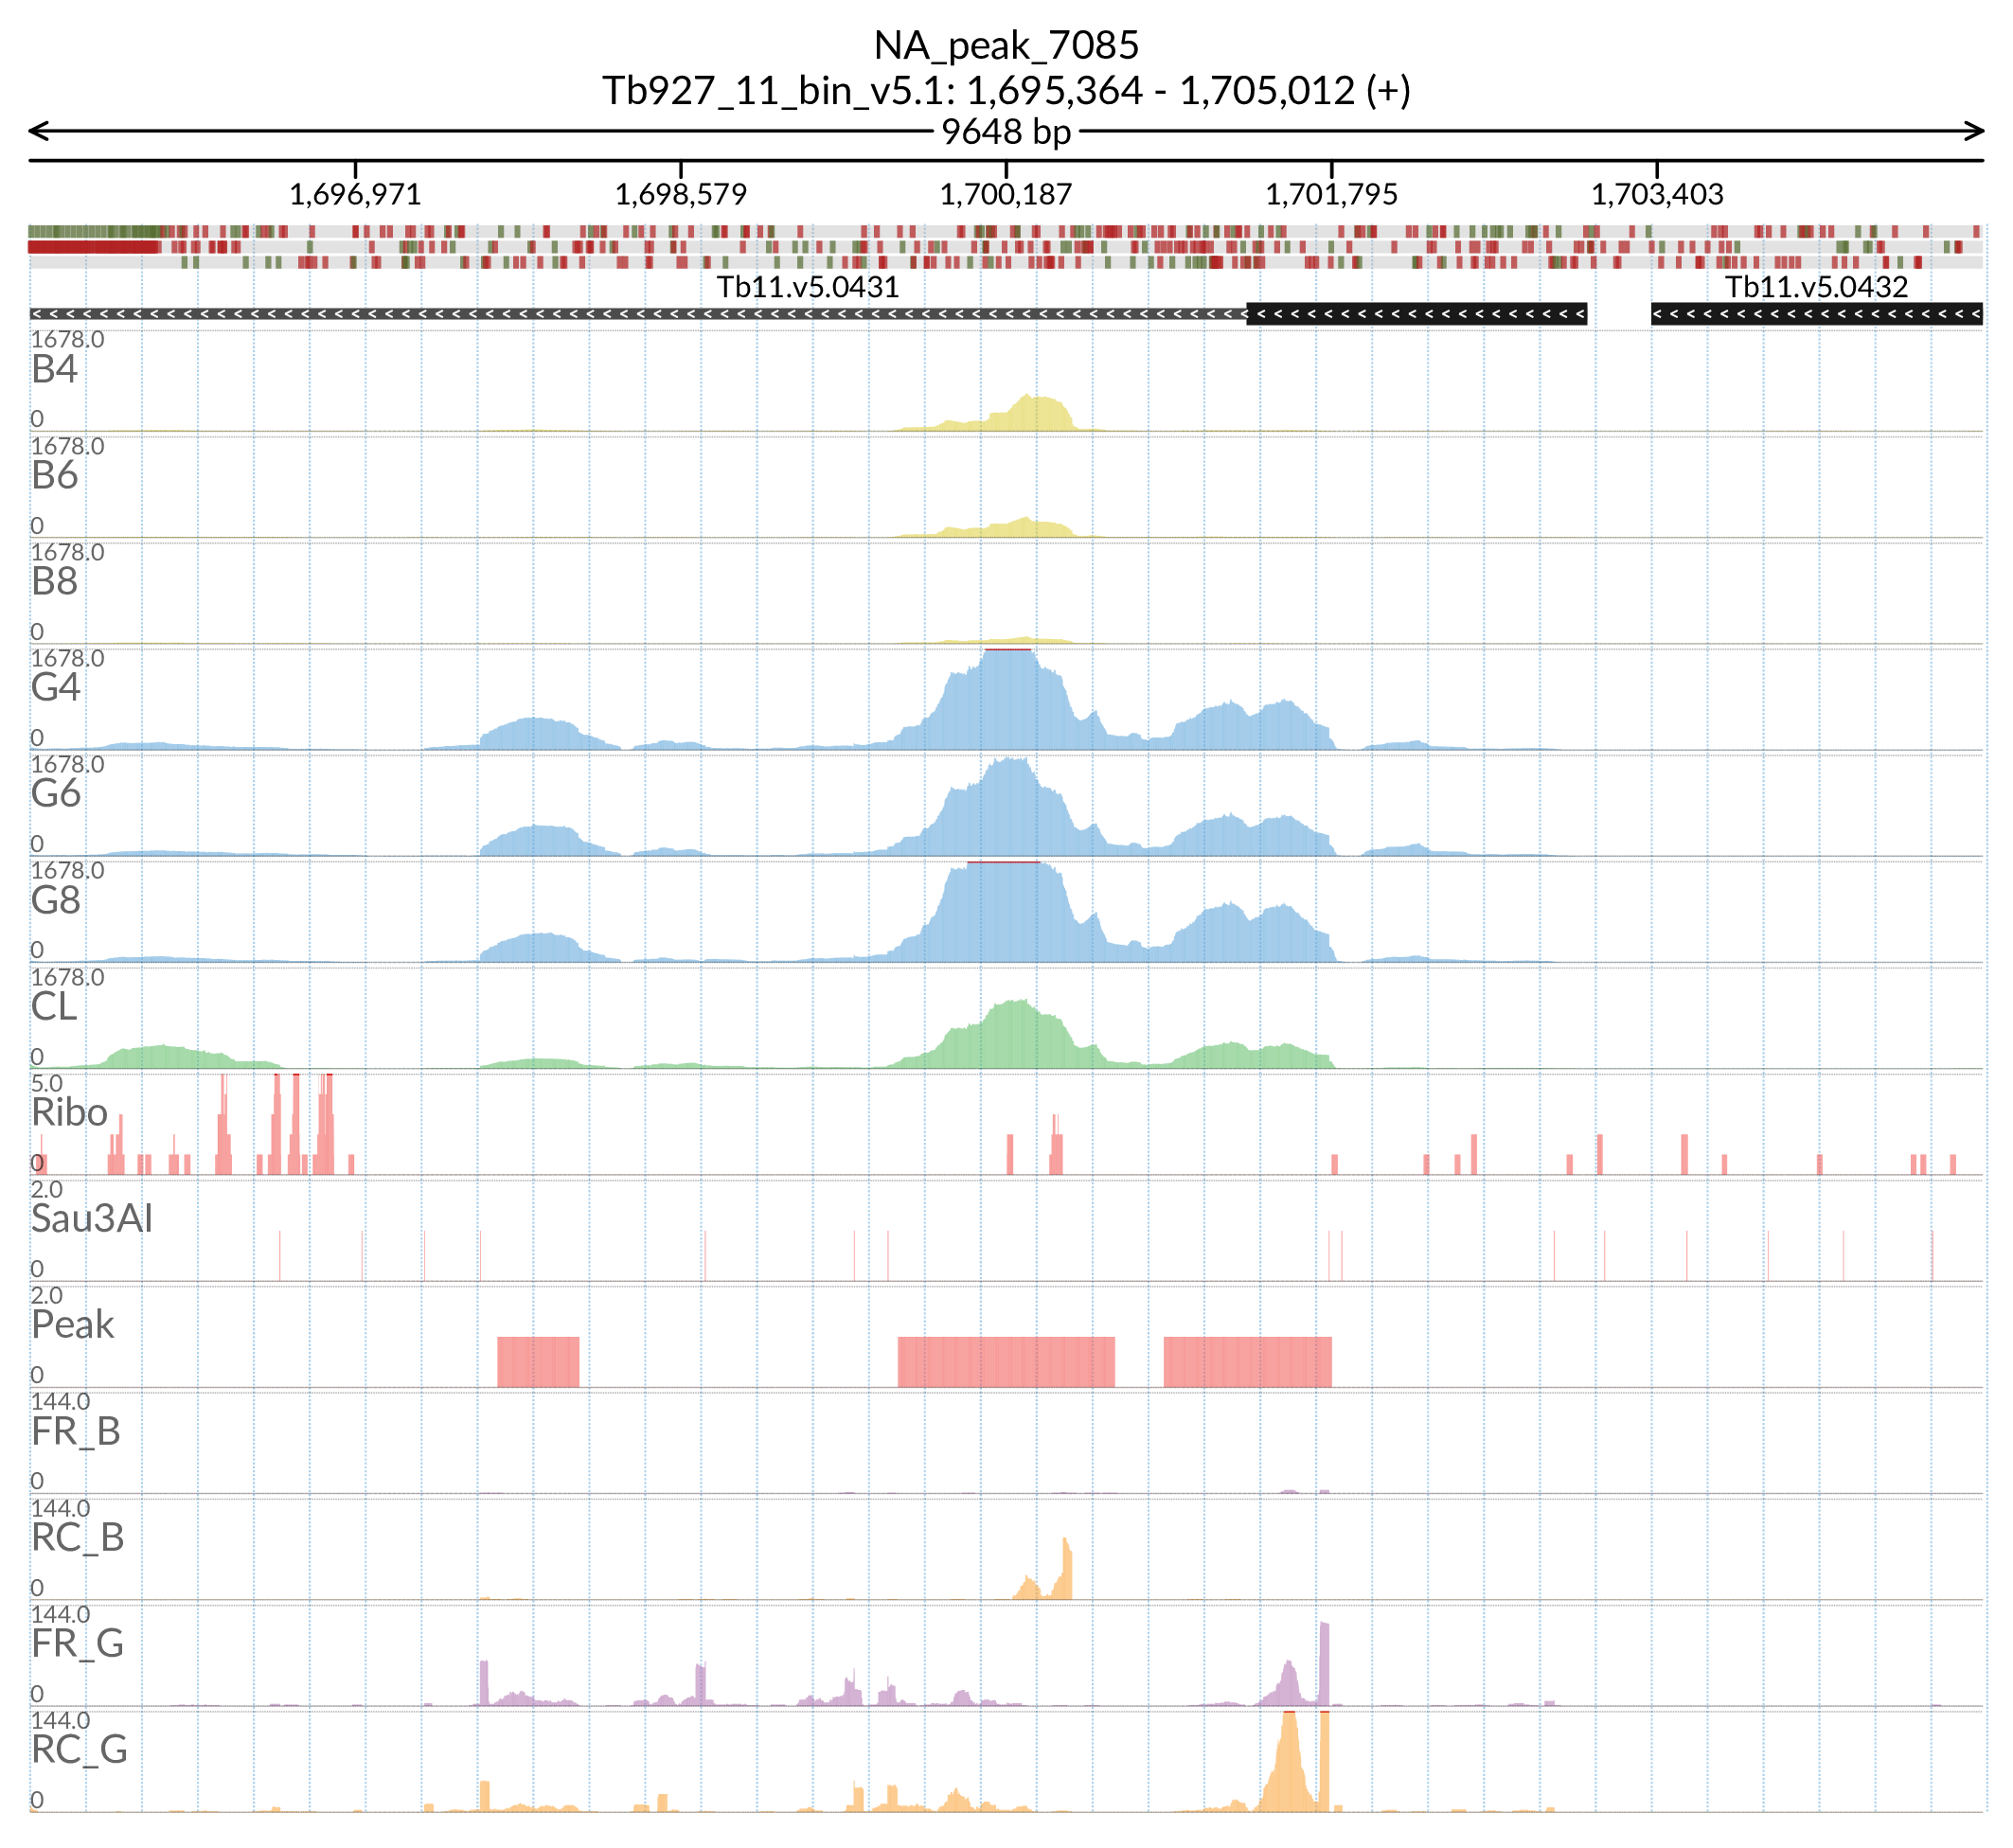 NA_peak_7085
Tb927_11_bin_v5.1: 1,695,364 - 1,705,012 (+)
9648 bp
1,696,971 1,698,579 1,700,187 1,701,795 1,703,403
Tb11.v5.0431 Tb11.v5.0432
1678.0
B4
0
1678.0
B6
0
1678.0
B8
0
1678.0
G4
0
1678.0
G6
0
1678.0
G8
0
1678.0
CL
0
5.0
Ribo
0
2.0
Sau3AI
0
2.0
Peak
0
144.0
FR_B
0
144.0
RC_B
0
144.0
FR_G
0
144.0
RC_G
0